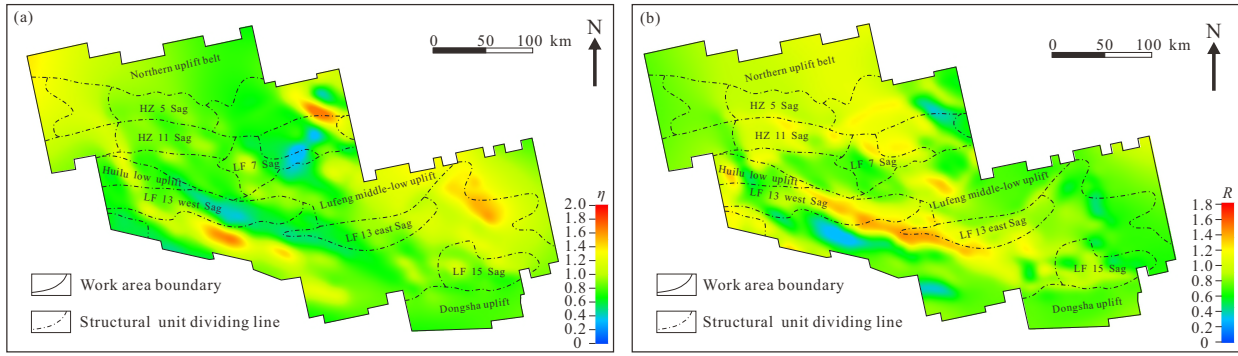 (a)
N
0 50 100 km
Northern uplift belt
HZ 5 Sag
HZ 11 Sag
LF 7 Sag
Huilu low uplift
LF 13 west Sag
Lufeng middle-low uplift
LF 13 east Sag
LF 15 Sag
Dongsha uplift
Work area boundary
Structural unit dividing line
η
2.0
1.6
1.4
1.2
1.0
0.8
0.6
0.4
0.2
0
(b)
N
0 50 100 km
Northern uplift belt
HZ 5 Sag
HZ 11 Sag
LF 7 Sag
Huilu low uplift
LF 13 west Sag
Lufeng middle-low uplift
LF 13 east Sag
LF 15 Sag
Dongsha uplift
Work area boundary
Structural unit dividing line
R
1.8
1.6
1.4
1.2
1.0
0.8
0.6
0.4
0.2
0